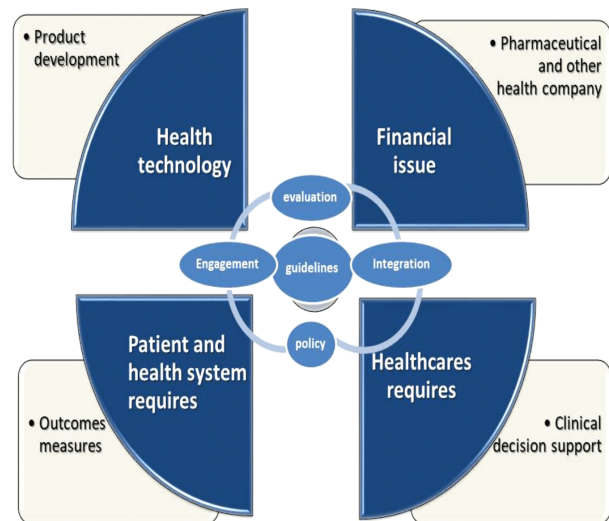 • Product
development
Health
technology
• Pharmaceutical
and other
health company
Financial
issue
evaluation
Engagement
guidelines
Integration
policy
Patient and
health system
requires
• Outcomes
measures
Healthcares
requires
• Clinical
decision support